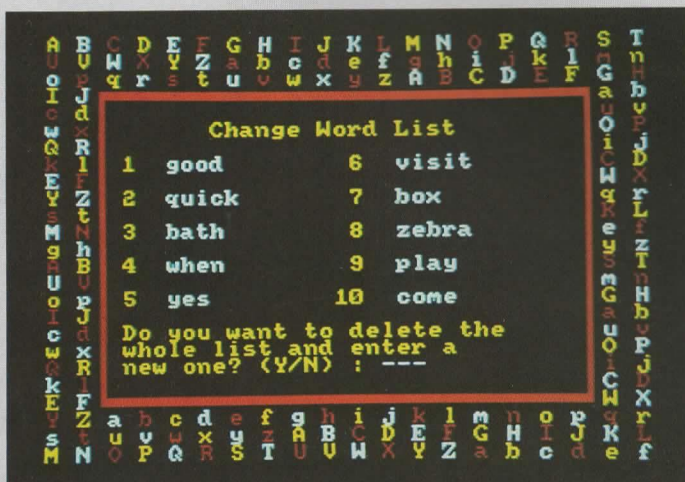 A B C D E F G H I J K L M N O P Q R S T
U V W X Y Z a b c d e f g h i j k l m n
o p q r s t u v w x y z A B C D E F G H
I J a b
c d u v
w x O P
Q R Change Word List i j
k l 1 good 6 visit C D
E F W X
Y Z 2 quick 7 box q r
s t K L
M N 3 bath 8 zebra e f
g h y z
A B 4 when 9 play S T
U V m n
o p 5 yes 10 come G H
I J a b
c d Do you want to delete the u v
w x whole list and enter a O P
Q R new one? (Y/N) : --- i j
k l C D
E F W X
Y Z a b c d e f g h i j k l m n o p q r
s t u v w x y z A B C D E F G H I J K L
M N O P Q R S T U V W X Y Z a b c d e f